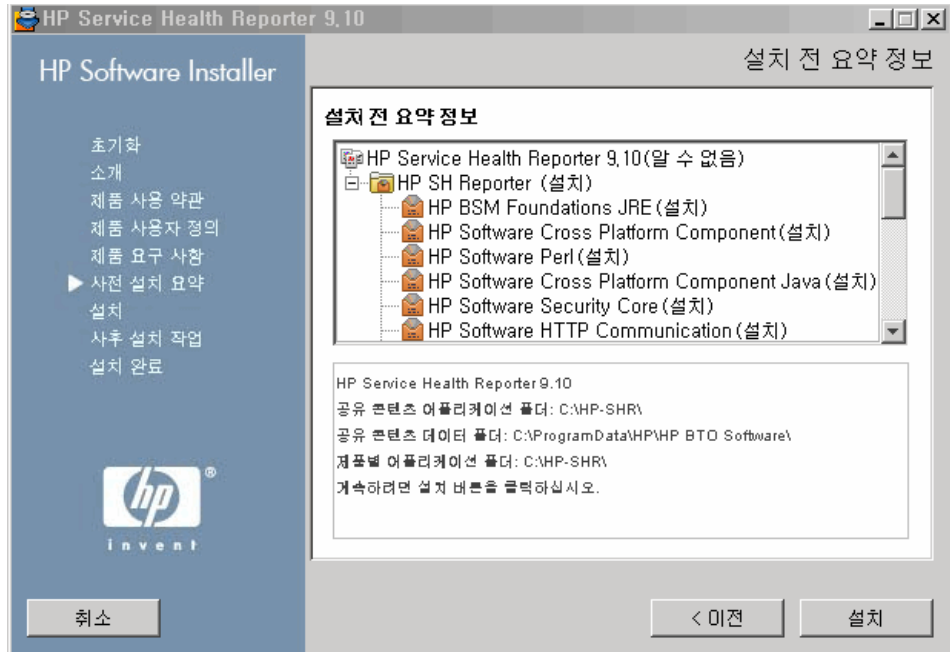 HP Service Health Reporter 9.10
HP Software Installer
설치 전 요약 정보
초기화
소개
제품 사용 약관
제품 사용자 정의
제품 요구 사항
사전 설치 요약
설치
사후 설치 작업
설치 완료
hp
®
invent
설치 전 요약 정보
HP Service Health Reporter 9.10(알 수 없음)
HP SH Reporter (설치)
HP BSM Foundations JRE(설치)
HP Software Cross Platform Component(설치)
HP Software Perl(설치)
HP Software Cross Platform Component Java(설치)
HP Software Security Core(설치)
HP Software HTTP Communication(설치)
HP Service Health Reporter 9.10
공유 콘텐츠 어플리케이션 폴더: C:\HP-SHR\
공유 콘텐츠 데이터 폴더: C:\ProgramData\HP\HP BTO Software\
제품별 어플리케이션 폴더: C:\HP-SHR\
계속하려면 설치 버튼을 클릭하십시오.
취소
< 이전
설치